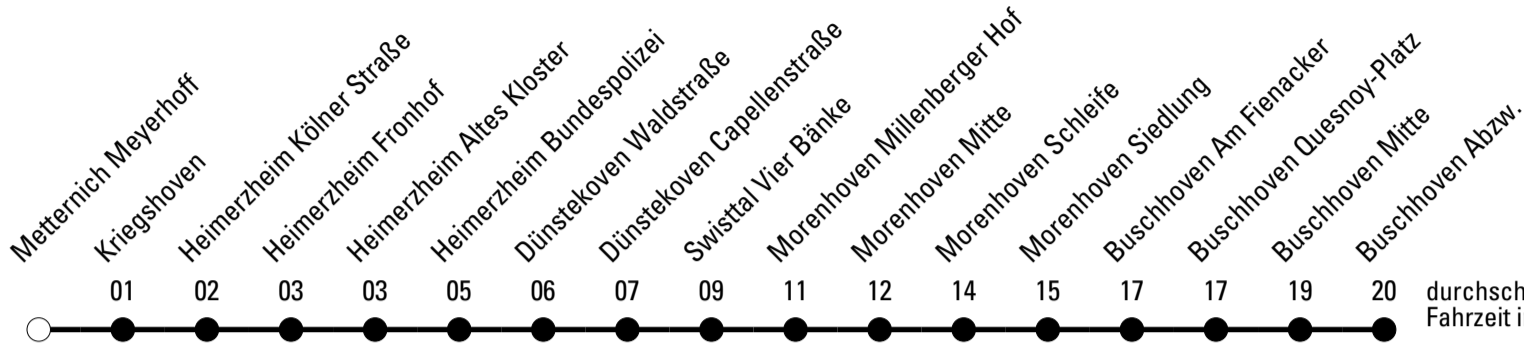 Metternich Meyerhoff
Kriegshoven
Heimerzheim Kölner Straße
Heimerzheim Fronhof
Heimerzheim Altes Kloster
Heimerzheim Bundespolizei
Dünstekoven Waldstraße
Dünstekoven Capellenstraße
Swisttal Vier Bänke
Morenhoven Millenberger Hof
Morenhoven Mitte
Morenhoven Schleife
Morenhoven Siedlung
Buschhoven Am Fienacker
Buschhoven Quesnoy-Platz
Buschhoven Mitte
Buschhoven Abzw.
01 02 03 03 05 06 07 09 11 12 14 15 17 17 19 20 durchsch
Fahrzeit i